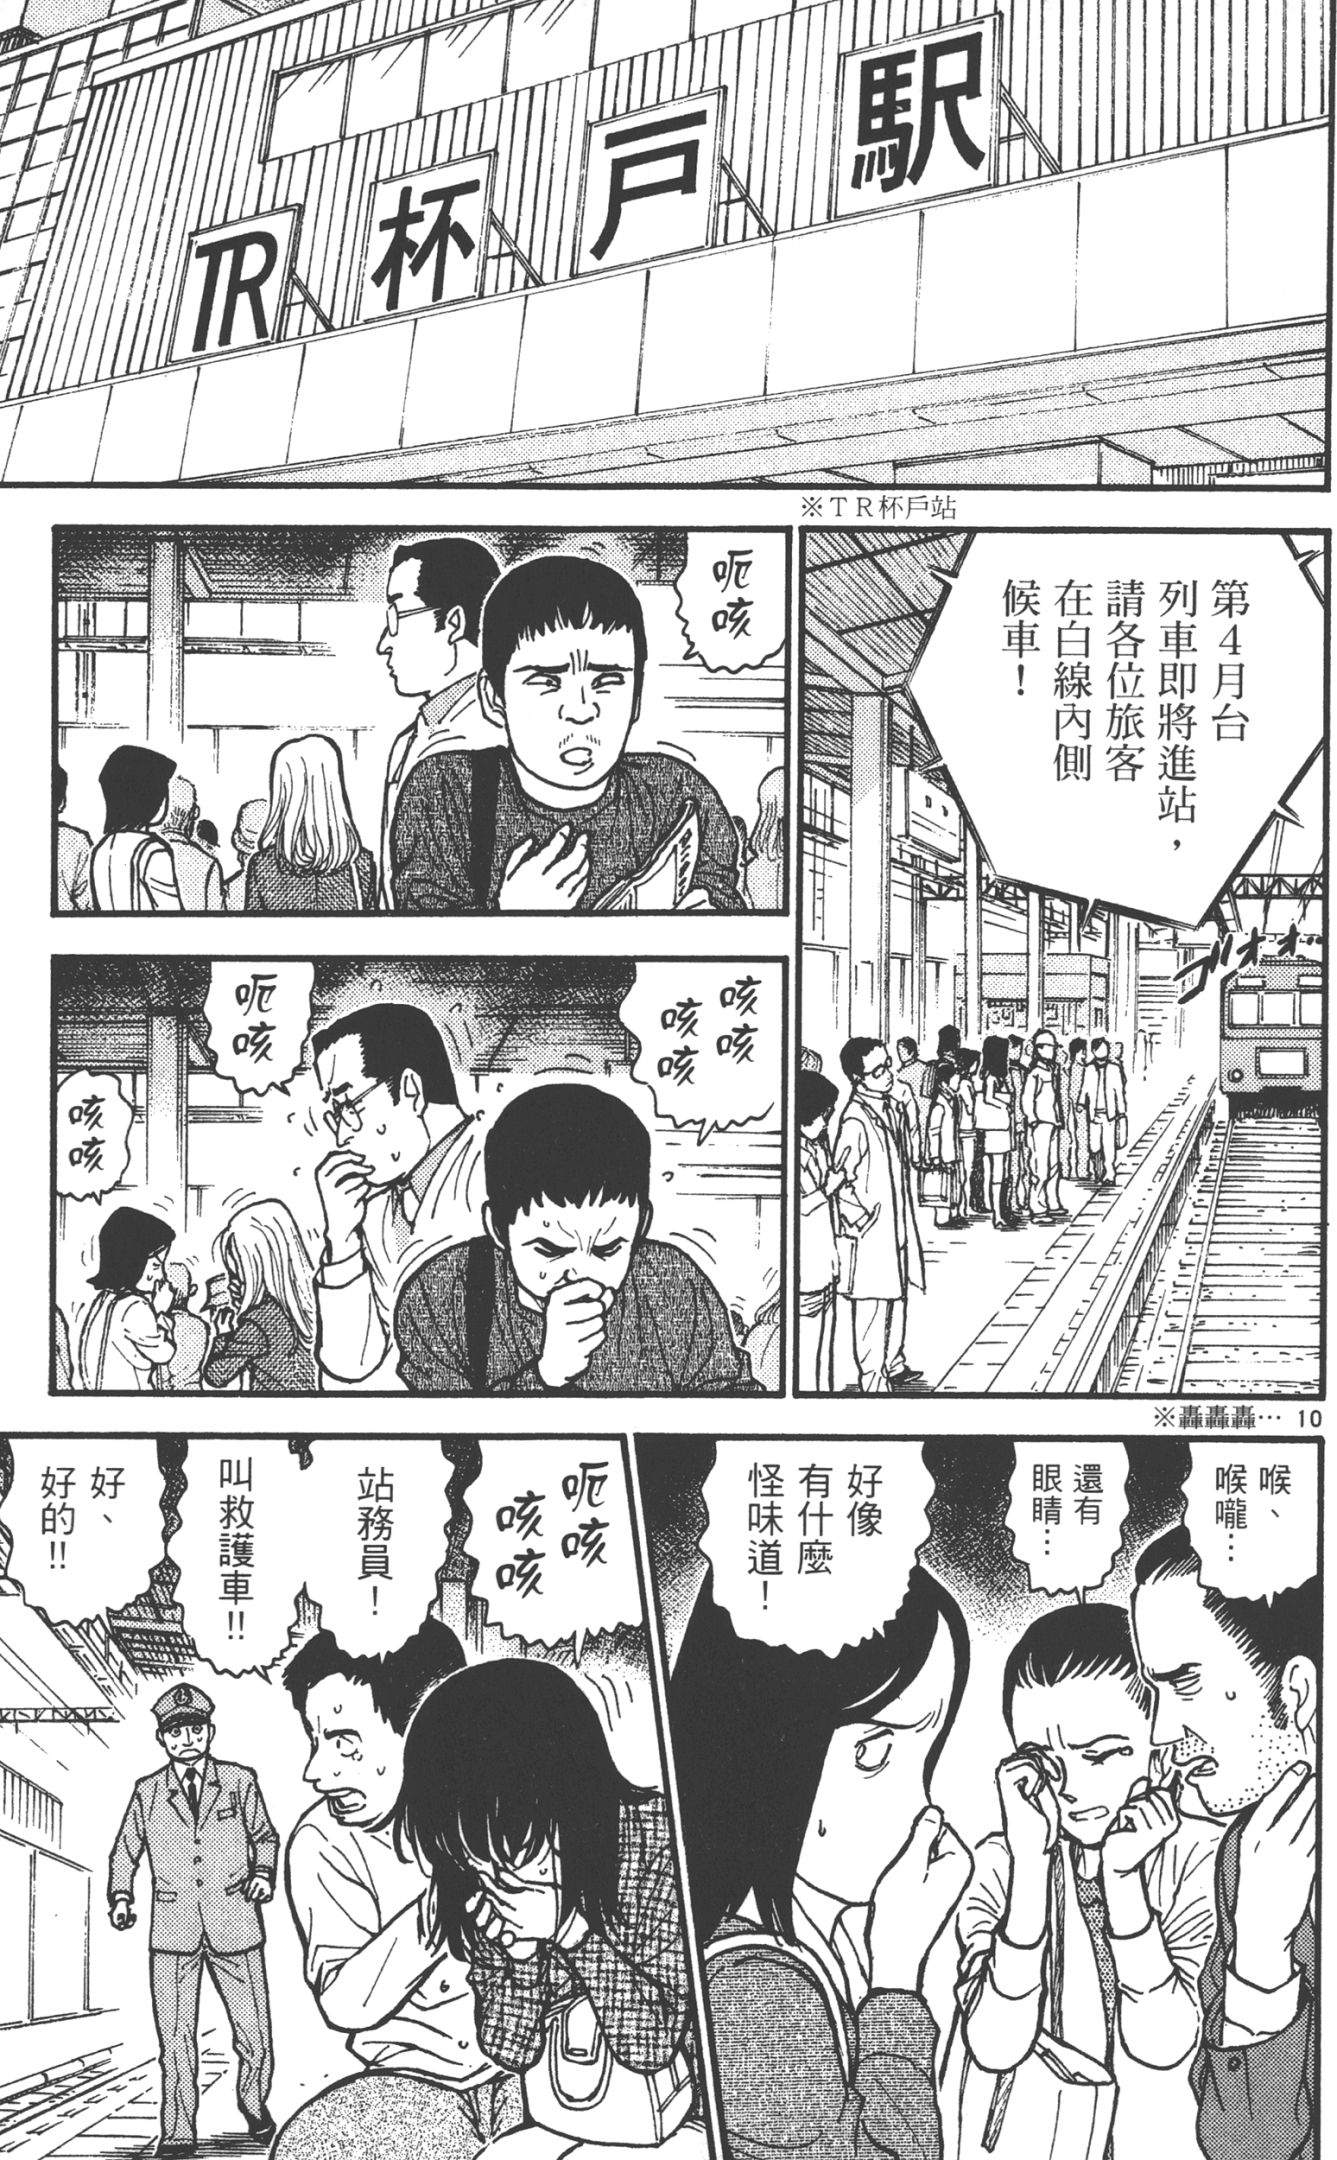 TR杯戸駅
※ＴＲ杯戶站
第4月台
列車即將進站，
請各位旅客
在白線內側
候車！
ゴオオ…
※轟轟轟…
10
呃咳
咳咳
咳咳
呃咳
咳咳
喉、
喉嚨…
還有
眼睛…
好像
有什麼
怪味道！
呃咳
咳咳
站務員！
叫救護車!!
好、
好的!!